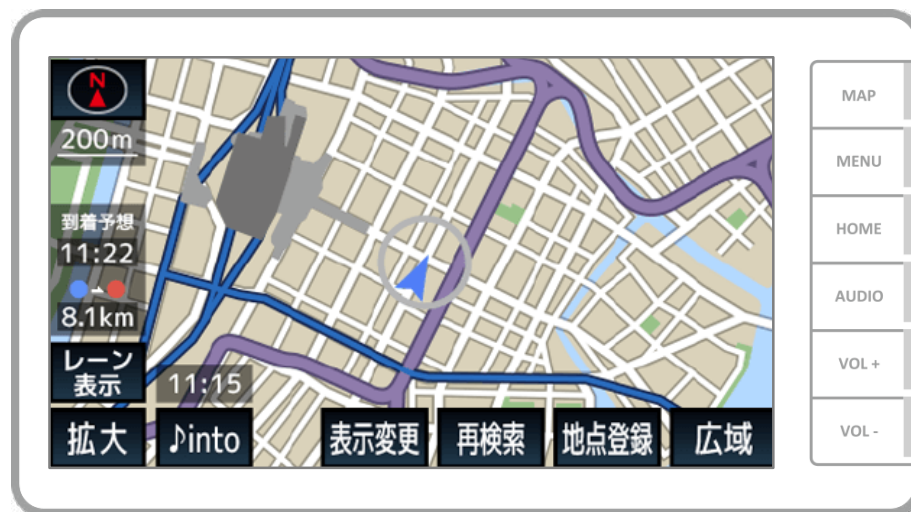 N
200m
到着予想
11:22
8.1km
レーン
表示
11:15
拡大
♪into
表示変更
再検索
地点登録
広域
MAP
MENU
HOME
AUDIO
VOL +
VOL -